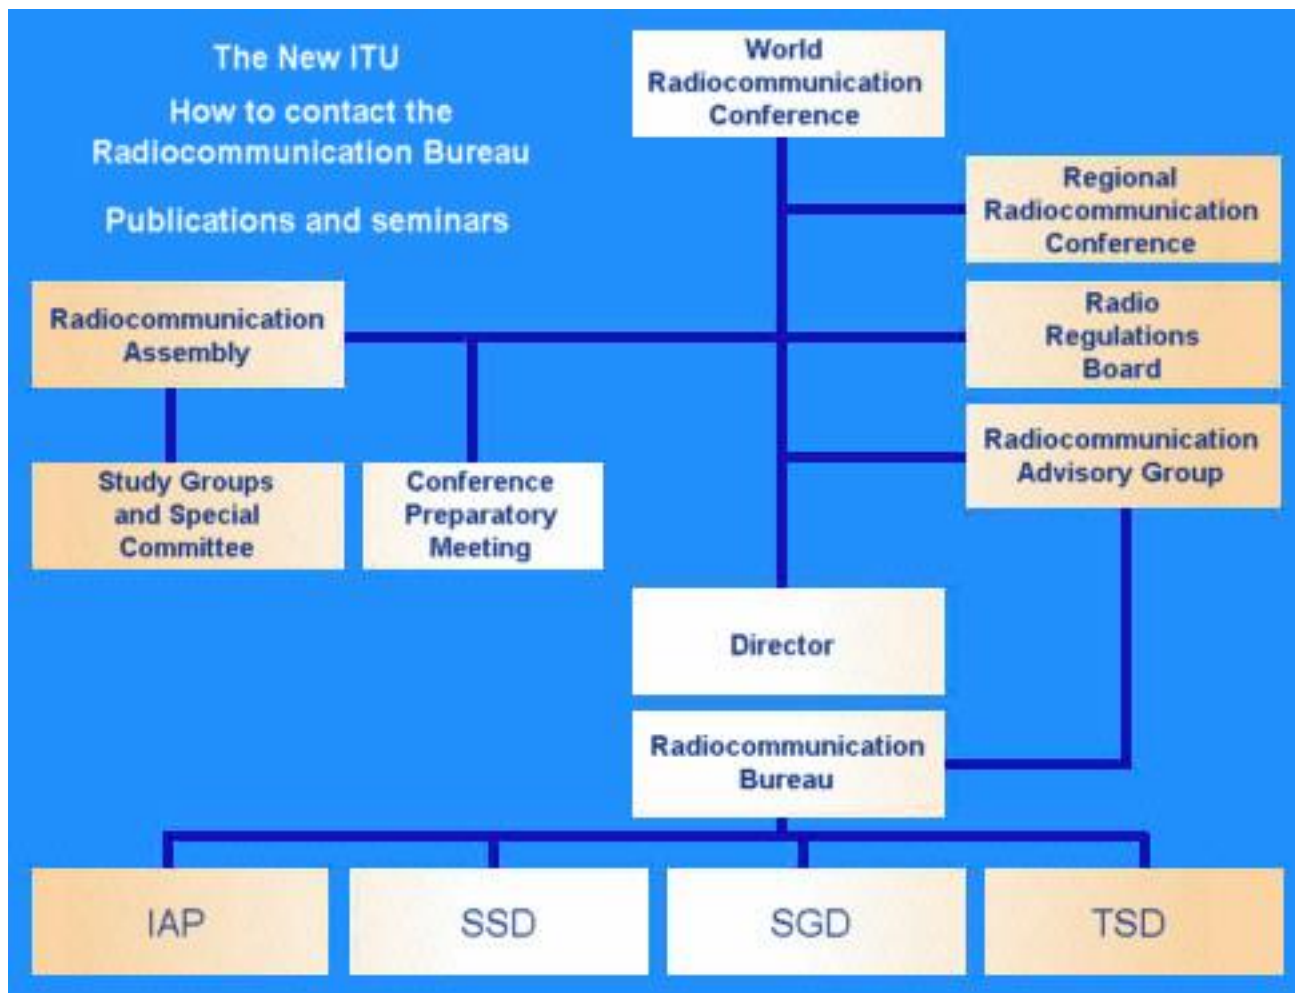 The New ITU
How to contact the
Radiocommunication Bureau
Publications and seminars
World
Radiocommunication
Conference
Regional
Radiocommunication
Conference
Radiocommunication
Assembly
Radio
Regulations
Board
Radiocommunication
Advisory Group
Study Groups
and Special
Committee
Conference
Preparatory
Meeting
Director
Radiocommunication
Bureau
IAP
SSD
SGD
TSD